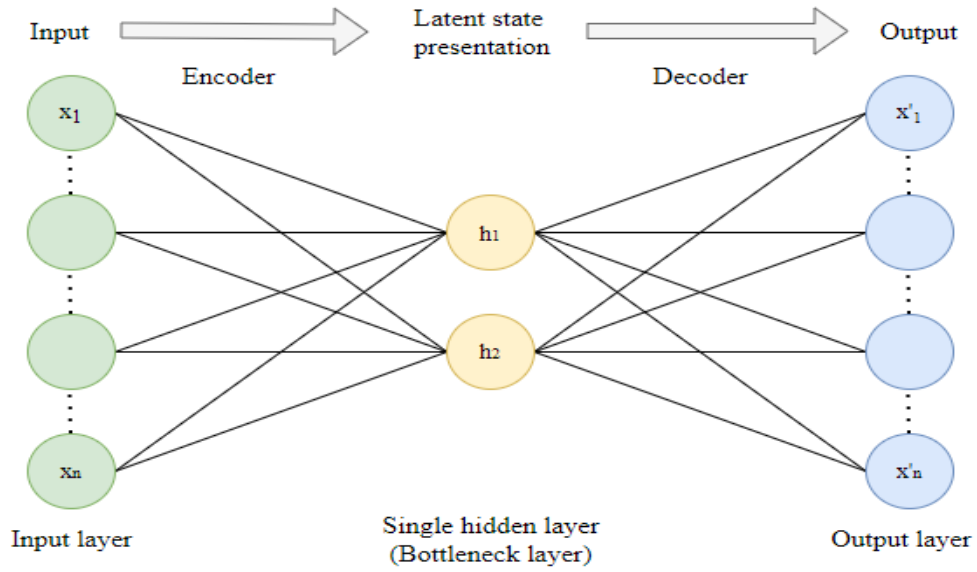 Input
Latent state
presentation
Output
Encoder
Decoder
x1
x'1
h1
h2
xn
x'n
Input layer
Single hidden layer
(Bottleneck layer)
Output layer